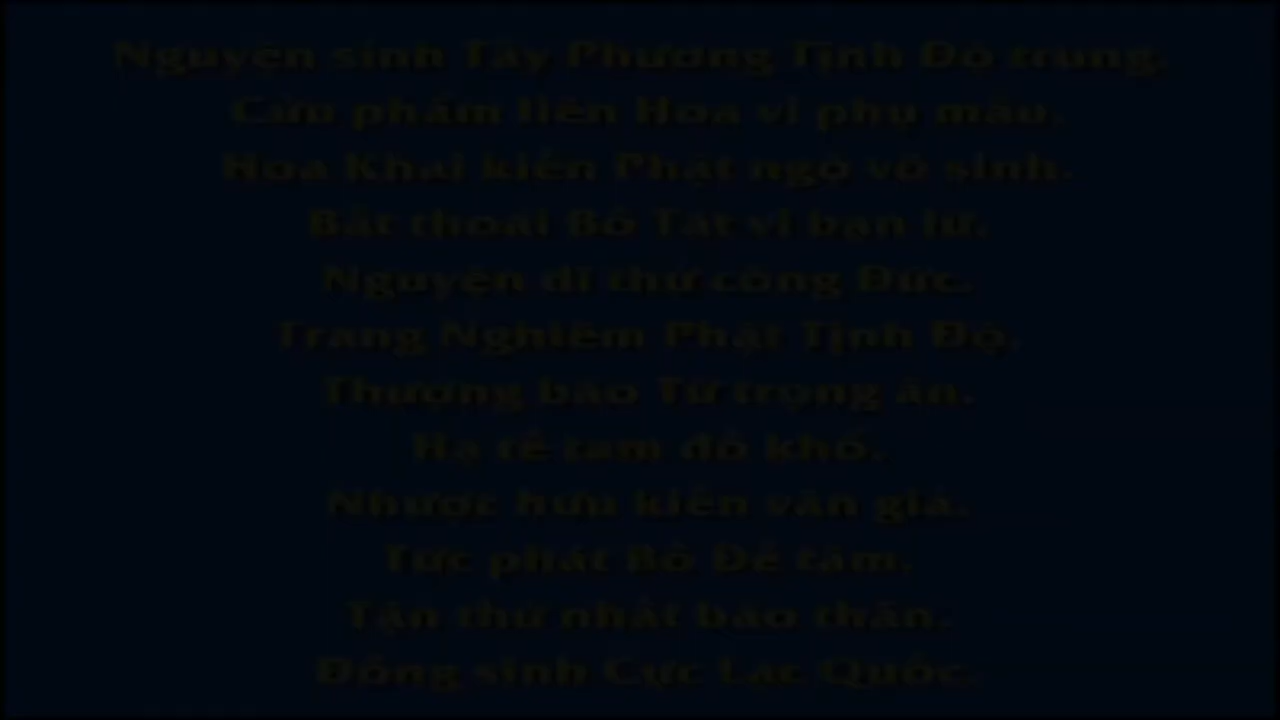 Nguyện sinh Tây Phương Tịnh Độ trung,
Cửu phẩm liên Hoa vi phụ mẫu.
Hoa Khai kiến Phật ngộ vô sinh.
Bất thoái Bồ Tát vi bạn lữ.
Nguyện dĩ thử công Đức.
Trang Nghiêm Phật Tịnh Độ.
Thượng báo Tứ trọng ân.
Hạ tế tam đồ khổ.
Nhược hữu kiến văn giả.
Tức phát Bồ Đề tâm.
Tận thử nhất báo thân.
Đồng sinh Cực Lạc Quốc.